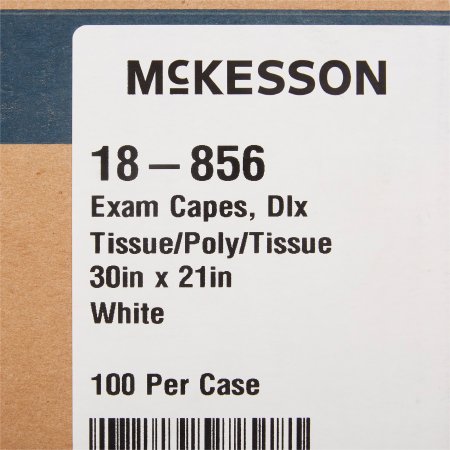 McKESSON
18 – 856
Exam Capes, Dlx
Tissue/Poly/Tissue
30in x 21in
White
100 Per Case